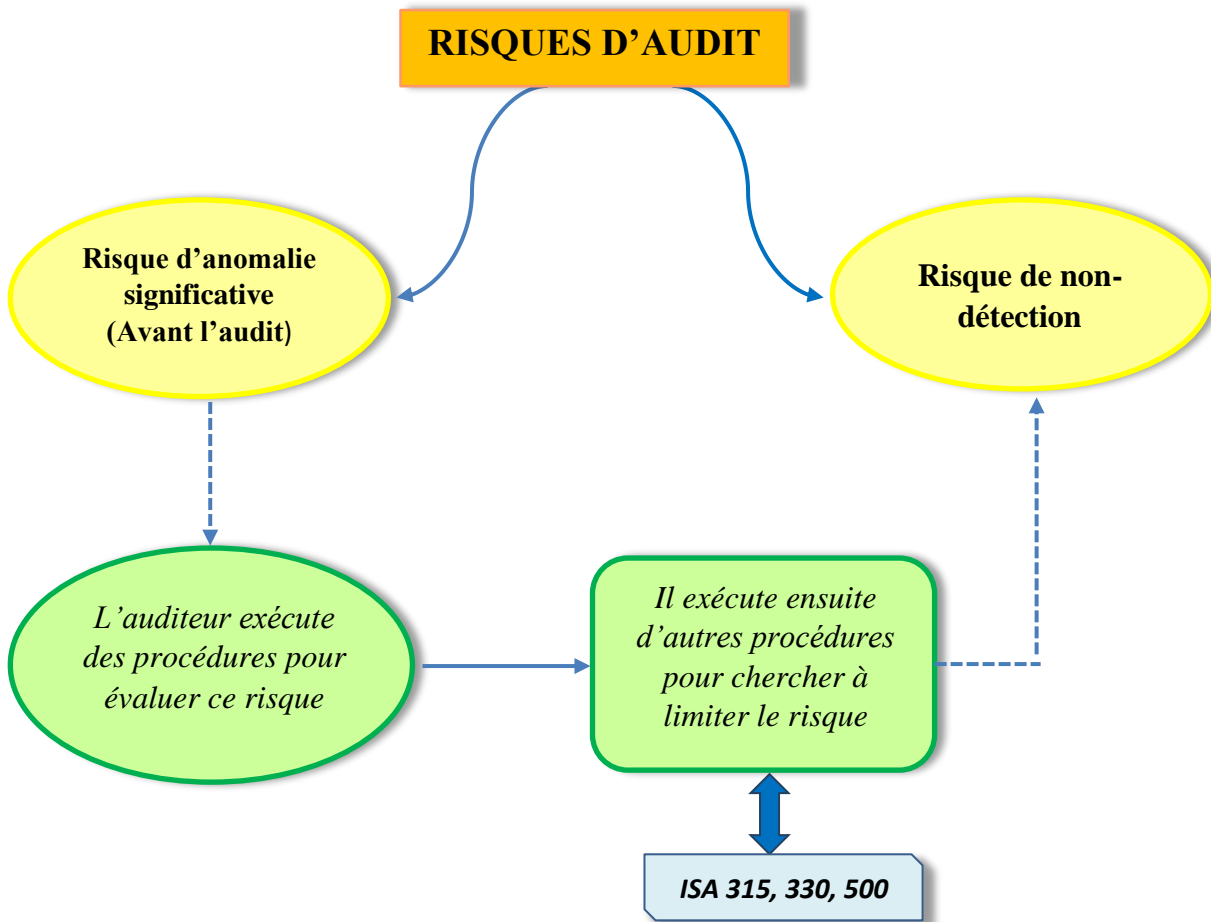 RISQUES D’AUDIT
Risque d’anomalie
significative
(Avant l’audit)
Risque de non-
détection
L’auditeur exécute
des procédures pour
évaluer ce risque
Il exécute ensuite
d’autres procédures
pour chercher à
limiter le risque
ISA 315, 330, 500